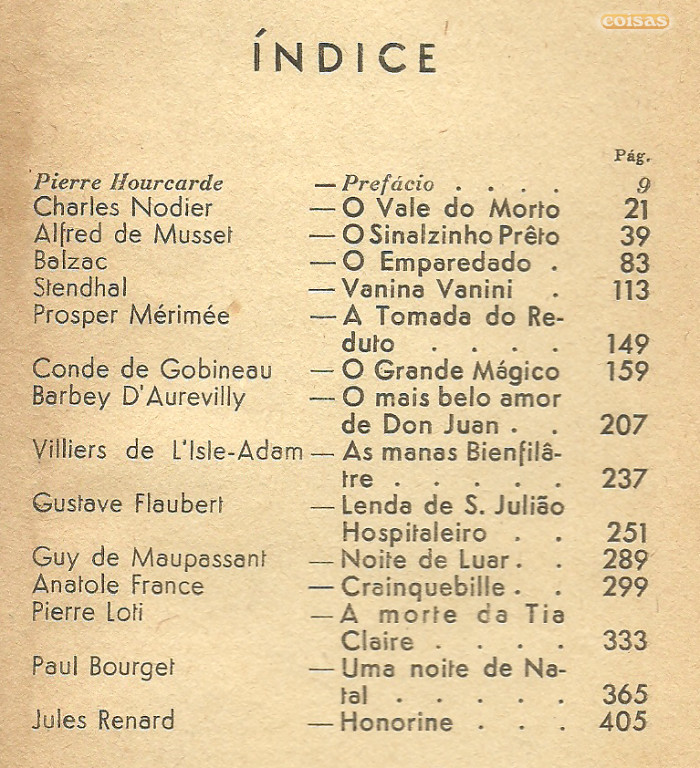 coisas
ÍNDICE
Pág.
Pierre Hourcarde — Prefácio . . . . 9
Charles Nodier — O Vale do Morto 21
Alfred de Musset — O Sinalzinho Prêto 39
Balzac — O Emparedado . 83
Stendhal — Vanina Vanini . 113
Prosper Mérimée — A Tomada do Re-
duto . . . . 149
Conde de Gobineau — O Grande Mágico 159
Barbey D'Aurevilly — O mais belo amor
de Don Juan . . 207
Villiers de L'Isle-Adam — As manas Bienfilâ-
tre . . . . . 237
Gustave Flaubert — Lenda de S. Julião
Hospitaleiro . . 251
Guy de Maupassant — Noite de Luar . . 289
Anatole France — Crainquebille . . 299
Pierre Loti — A morte da Tia
Claire . . . . 333
Paul Bourget — Uma noite de Na-
tal . . . . . 365
Jules Renard — Honorine . . . 405